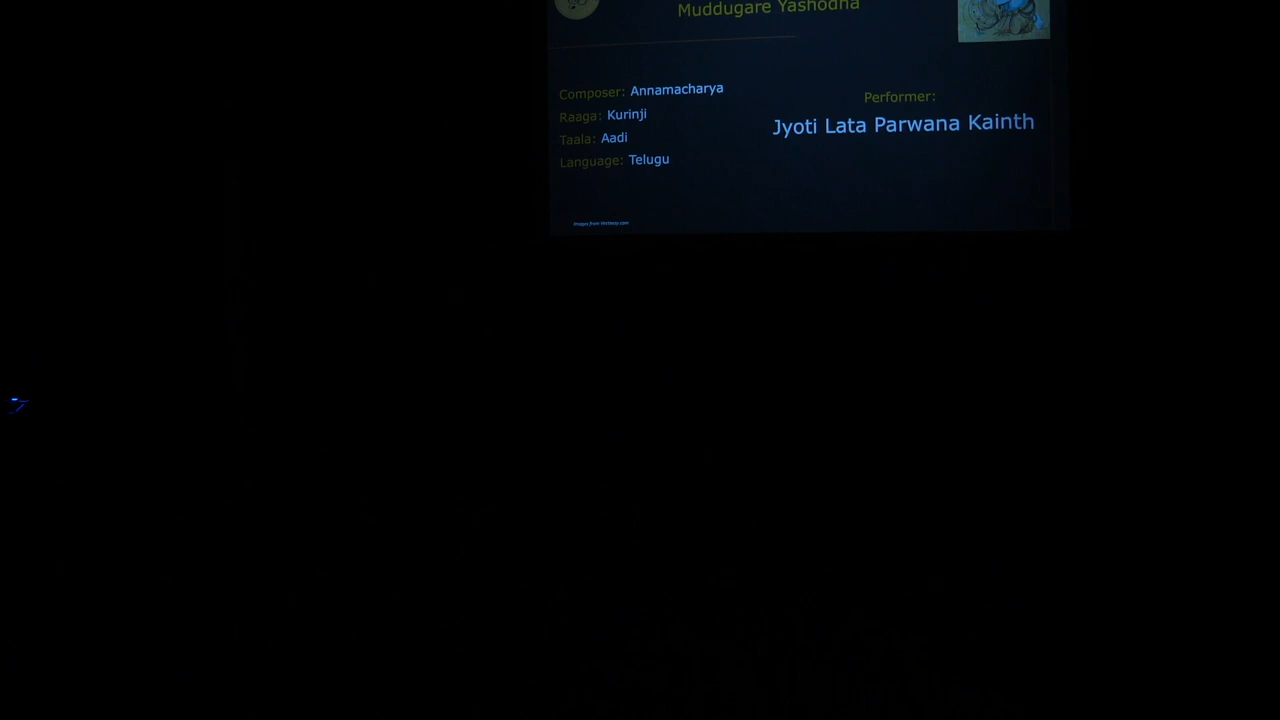 Muddugare Yashodha
Composer: Annamacharya
Raaga: Kurinji
Taala: Aadi
Language: Telugu
Performer:
Jyoti Lata Parwana Kainth